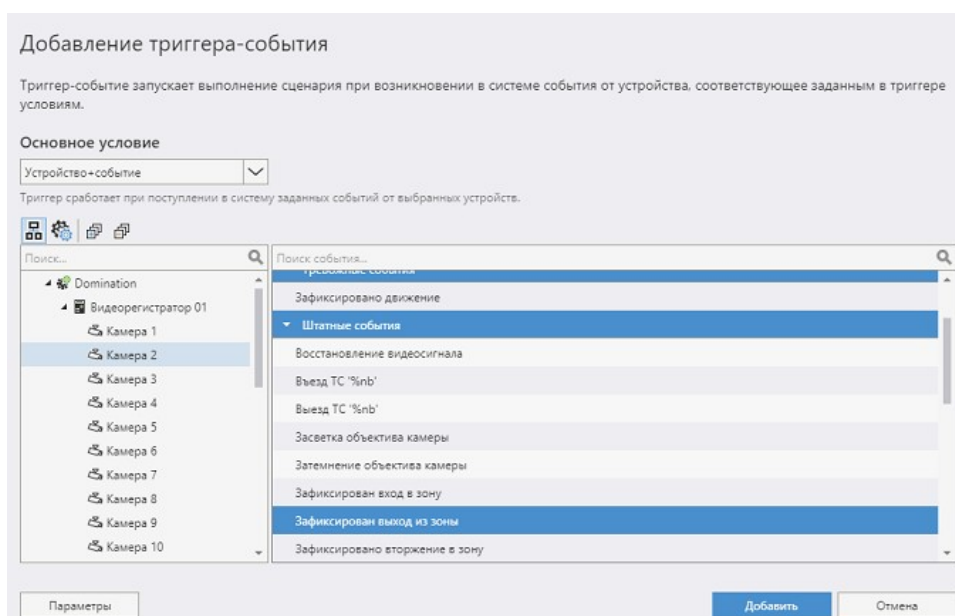 Добавление триггера-события
Триггер-событие запускает выполнение сценария при возникновении в системе события от устройства, соответствующее заданным в триггере
условиям.
Основное условие
Устройство+событие
Триггер сработает при поступлении в систему заданных событий от выбранных устройств.
Поиск...
Domination
Видеорегистратор 01
Камера 1
Камера 2
Камера 3
Камера 4
Камера 5
Камера 6
Камера 7
Камера 8
Камера 9
Камера 10
Поиск события...
Тревожные события
Зафиксировано движение
Штатные события
Восстановление видеосигнала
Въезд ТС '%nb'
Выезд ТС '%nb'
Засветка объектива камеры
Затемнение объектива камеры
Зафиксирован вход в зону
Зафиксирован выход из зоны
Зафиксировано вторжение в зону
Параметры
Добавить
Отмена